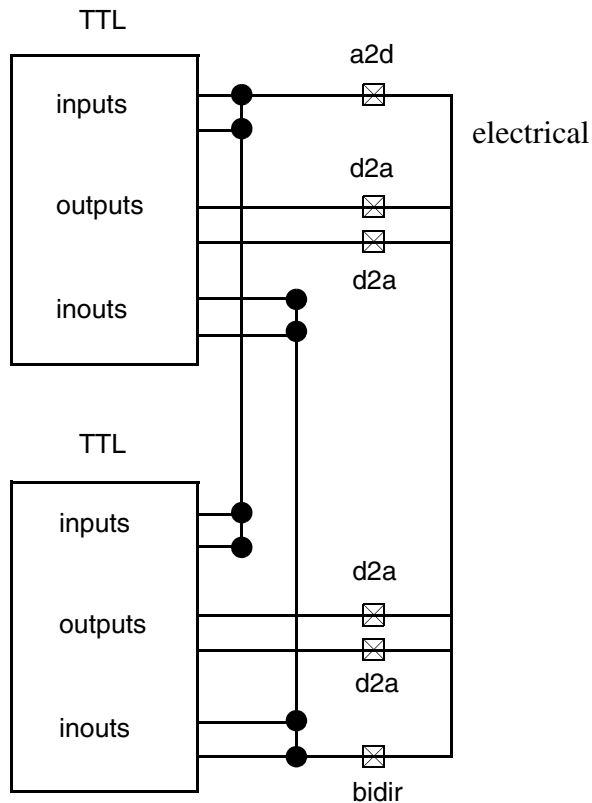 TTL
a2d
inputs
electrical
d2a
outputs
d2a
inouts
TTL
inputs
d2a
outputs
d2a
inouts
bidir